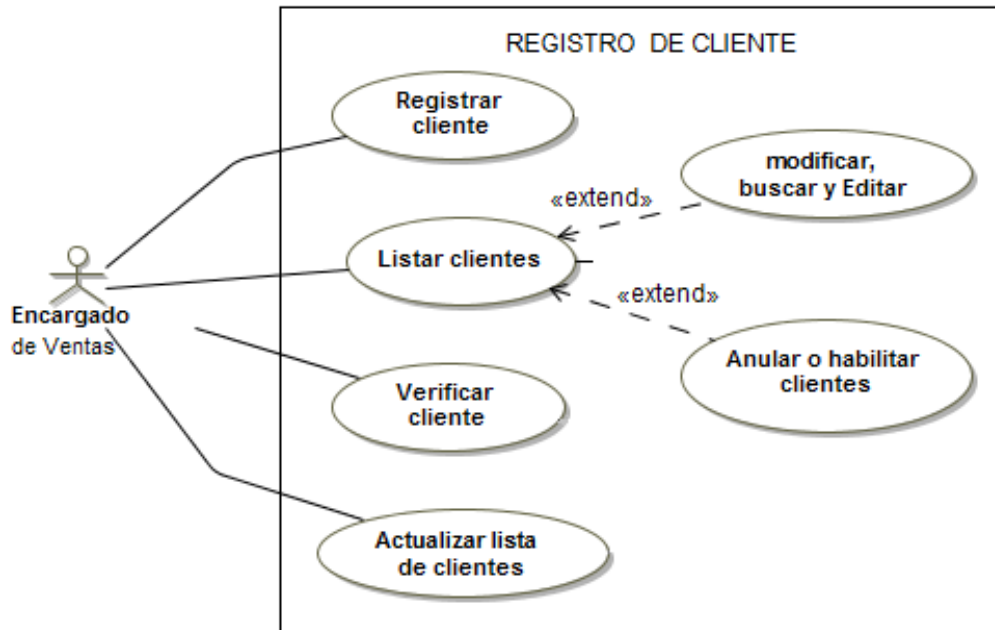 REGISTRO DE CLIENTE
Registrar
cliente
modificar,
buscar y Editar
«extend»
Listar clientes
«extend»
Encargado
de Ventas
Anular o habilitar
clientes
Verificar
cliente
Actualizar lista
de clientes